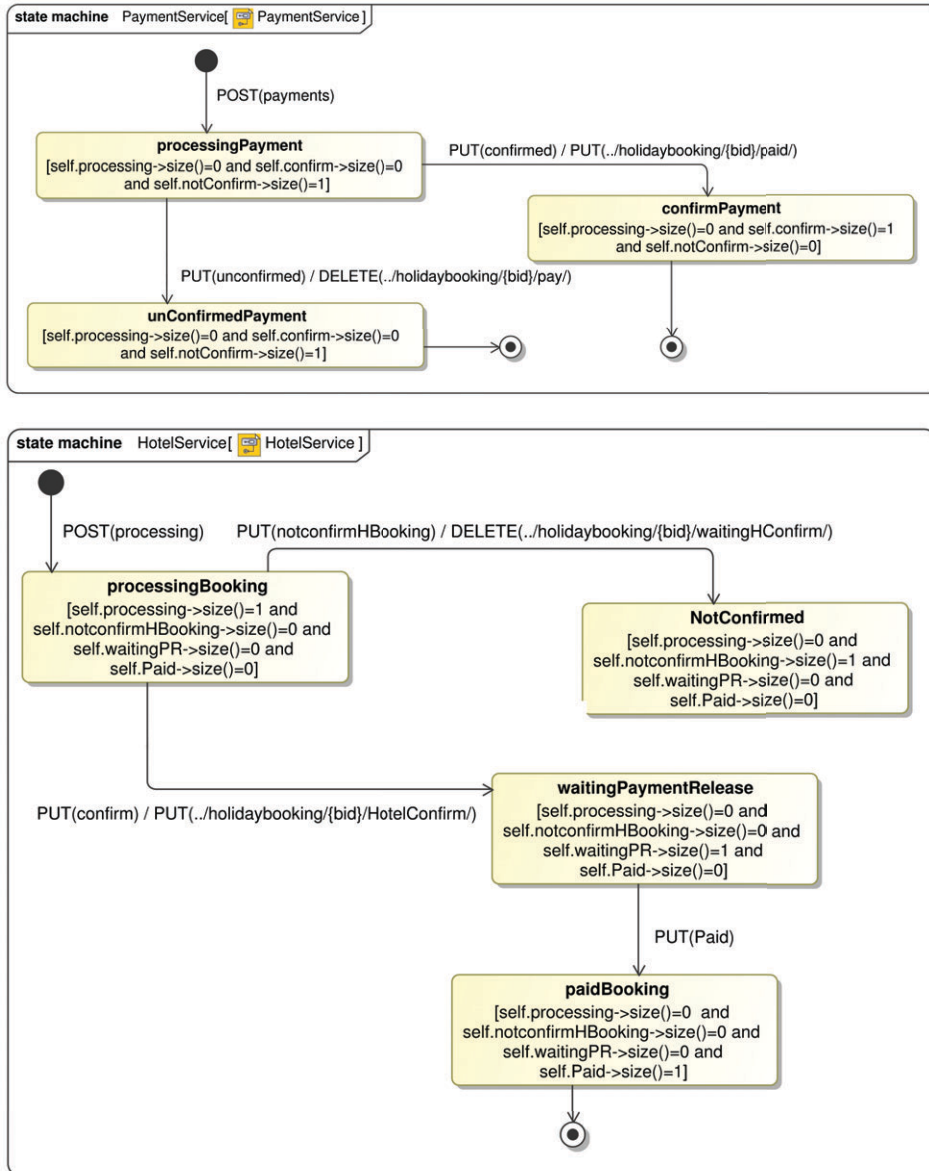 state machine PaymentService[ PaymentService ]
POST(payments)
processingPayment
[self.processing->size()=0 and self.confirm->size()=0
and self.notConfirm->size()=1]
PUT(confirmed) / PUT(../holidaybooking/{bid}/paid/)
confirmPayment
[self.processing->size()=0 and self.confirm->size()=1
and self.notConfirm->size()=0]
PUT(unconfirmed) / DELETE(../holidaybooking/{bid}/pay/)
unConfirmedPayment
[self.processing->size()=0 and self.confirm->size()=0
and self.notConfirm->size()=1]
state machine HotelService[ HotelService ]
POST(processing)
PUT(notconfirmHBooking) / DELETE(../holidaybooking/{bid}/waitingHConfirm/)
processingBooking
[self.processing->size()=1 and
self.notconfirmHBooking->size()=0 and
self.waitingPR->size()=0 and
self.Paid->size()=0]
NotConfirmed
[self.processing->size()=0 and
self.notconfirmHBooking->size()=1 and
self.waitingPR->size()=0 and
self.Paid->size()=0]
PUT(confirm) / PUT(../holidaybooking/{bid}/HotelConfirm/)
waitingPaymentRelease
[self.processing->size()=0 and
self.notconfirmHBooking->size()=0 and
self.waitingPR->size()=1 and
self.Paid->size()=0]
PUT(Paid)
paidBooking
[self.processing->size()=0 and
self.notconfirmHBooking->size()=0 and
self.waitingPR->size()=0 and
self.Paid->size()=1]